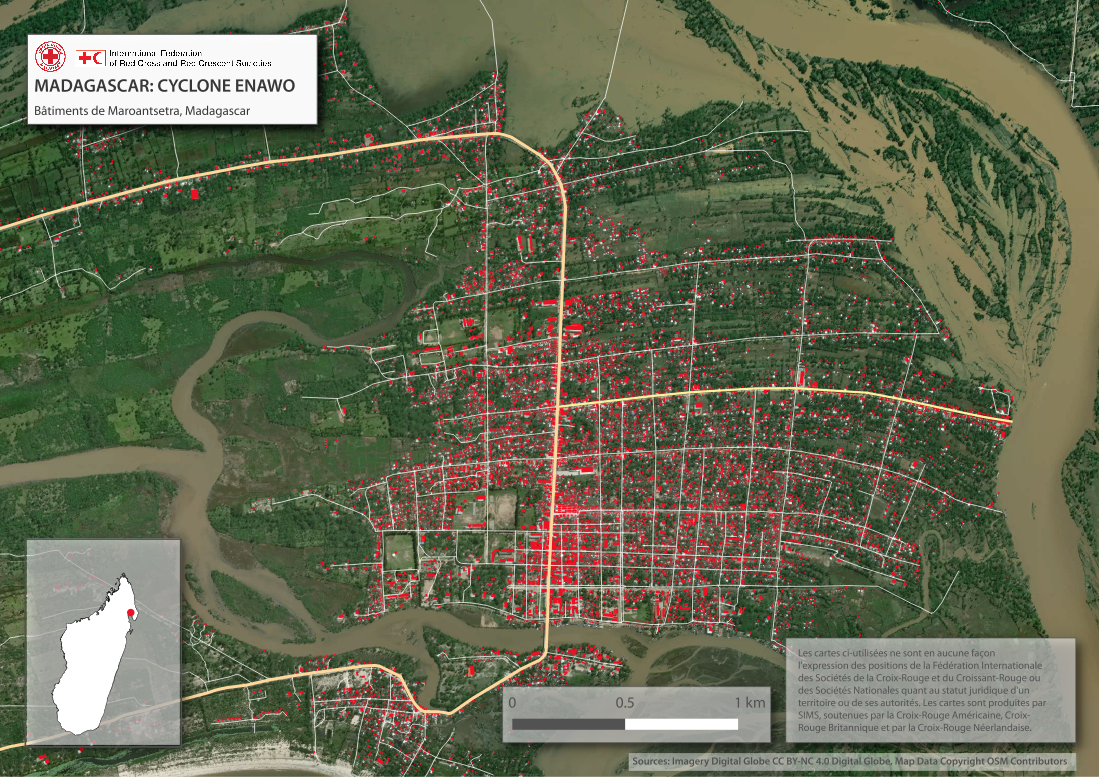 International Federation
of Red Cross and Red Crescent Societies
MADAGASCAR: CYCLONE ENAWO
Bâtiments de Maroantsetra, Madagascar
0 0.5 1 km
Les cartes ci-utilisées ne sont en aucune façon
l'expression des positions de la Fédération Internationale
des Sociétés de la Croix-Rouge et du Croissant-Rouge ou
des Sociétés Nationales quant au statut juridique d'un
territoire ou de ses autorités. Les cartes sont produites par
SIMS, soutenues par la Croix-Rouge Américaine, Croix-
Rouge Britannique et par la Croix-Rouge Néerlandaise.
Sources: Imagery Digital Globe CC BY-NC 4.0 Digital Globe, Map Data Copyright OSM Contributors